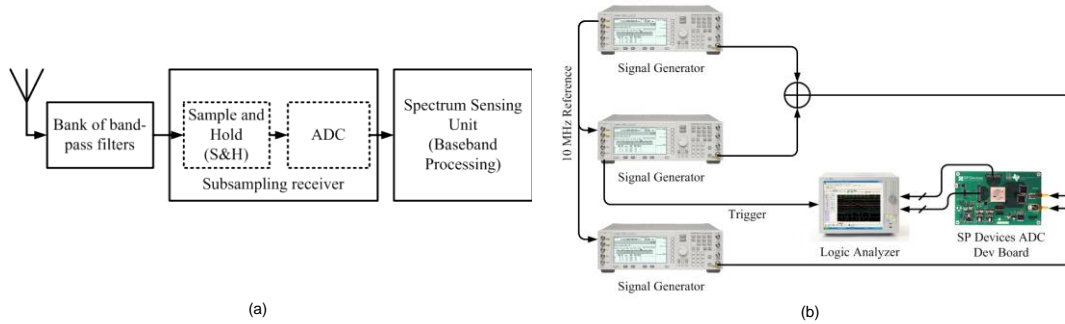 Bank of band-
pass filters
Sample and
Hold
(S&H)
ADC
Subsampling receiver
Spectrum Sensing
Unit
(Baseband
Processing)
(a)
10 MHz Reference
Signal Generator
Signal Generator
Trigger
Signal Generator
Logic Analyzer
SP Devices ADC
Dev Board
(b)